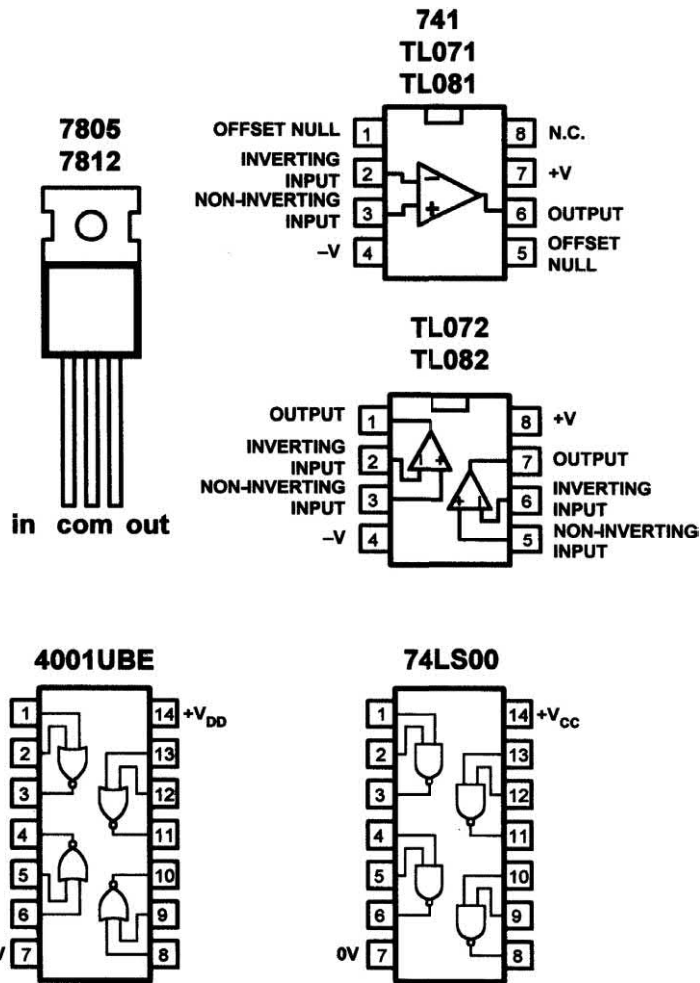 7805
7812
in com out
741
TL071
TL081
OFFSET NULL 1
INVERTING
INPUT 2
NON-INVERTING
INPUT 3
–V 4
8 N.C.
7 +V
6 OUTPUT
5 OFFSET
NULL
TL072
TL082
OUTPUT 1
INVERTING
INPUT 2
NON-INVERTING
INPUT 3
–V 4
8 +V
7 OUTPUT
6 INVERTING
INPUT
5 NON-INVERTING
INPUT
4001UBE
1
2
3
4
5
6
V 7
14 +VDD
13
12
11
10
9
8
74LS00
1
2
3
4
5
6
0V 7
14 +VCC
13
12
11
10
9
8